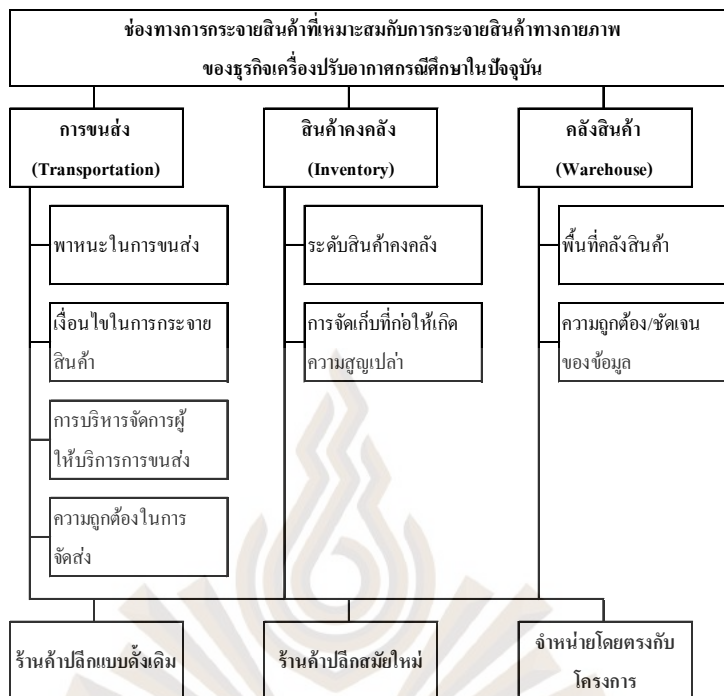 ช่องทางการกระจายสินค้าที่เหมาะสมกับการกระจายสินค้าทางกายภาพ
ของธุรกิจเครื่องปรับอากาศกรณีศึกษาในปัจจุบัน
การขนส่ง
(Transportation)
สินค้าคงคลัง
(Inventory)
คลังสินค้า
(Warehouse)
พาหนะในการขนส่ง
ระดับสินค้าคงคลัง
พื้นที่คลังสินค้า
เงื่อนไขในการกระจาย
สินค้า
การจัดเก็บที่ก่อให้เกิด
ความสูญเปล่า
ความถูกต้อง/ชัดเจน
ของข้อมูล
การบริหารจัดการผู้
ให้บริการการขนส่ง
ความถูกต้องในการ
จัดส่ง
ร้านค้าปลีกแบบดั้งเดิม
ร้านค้าปลีกสมัยใหม่
จำหน่ายโดยตรงกับ
โครงการ